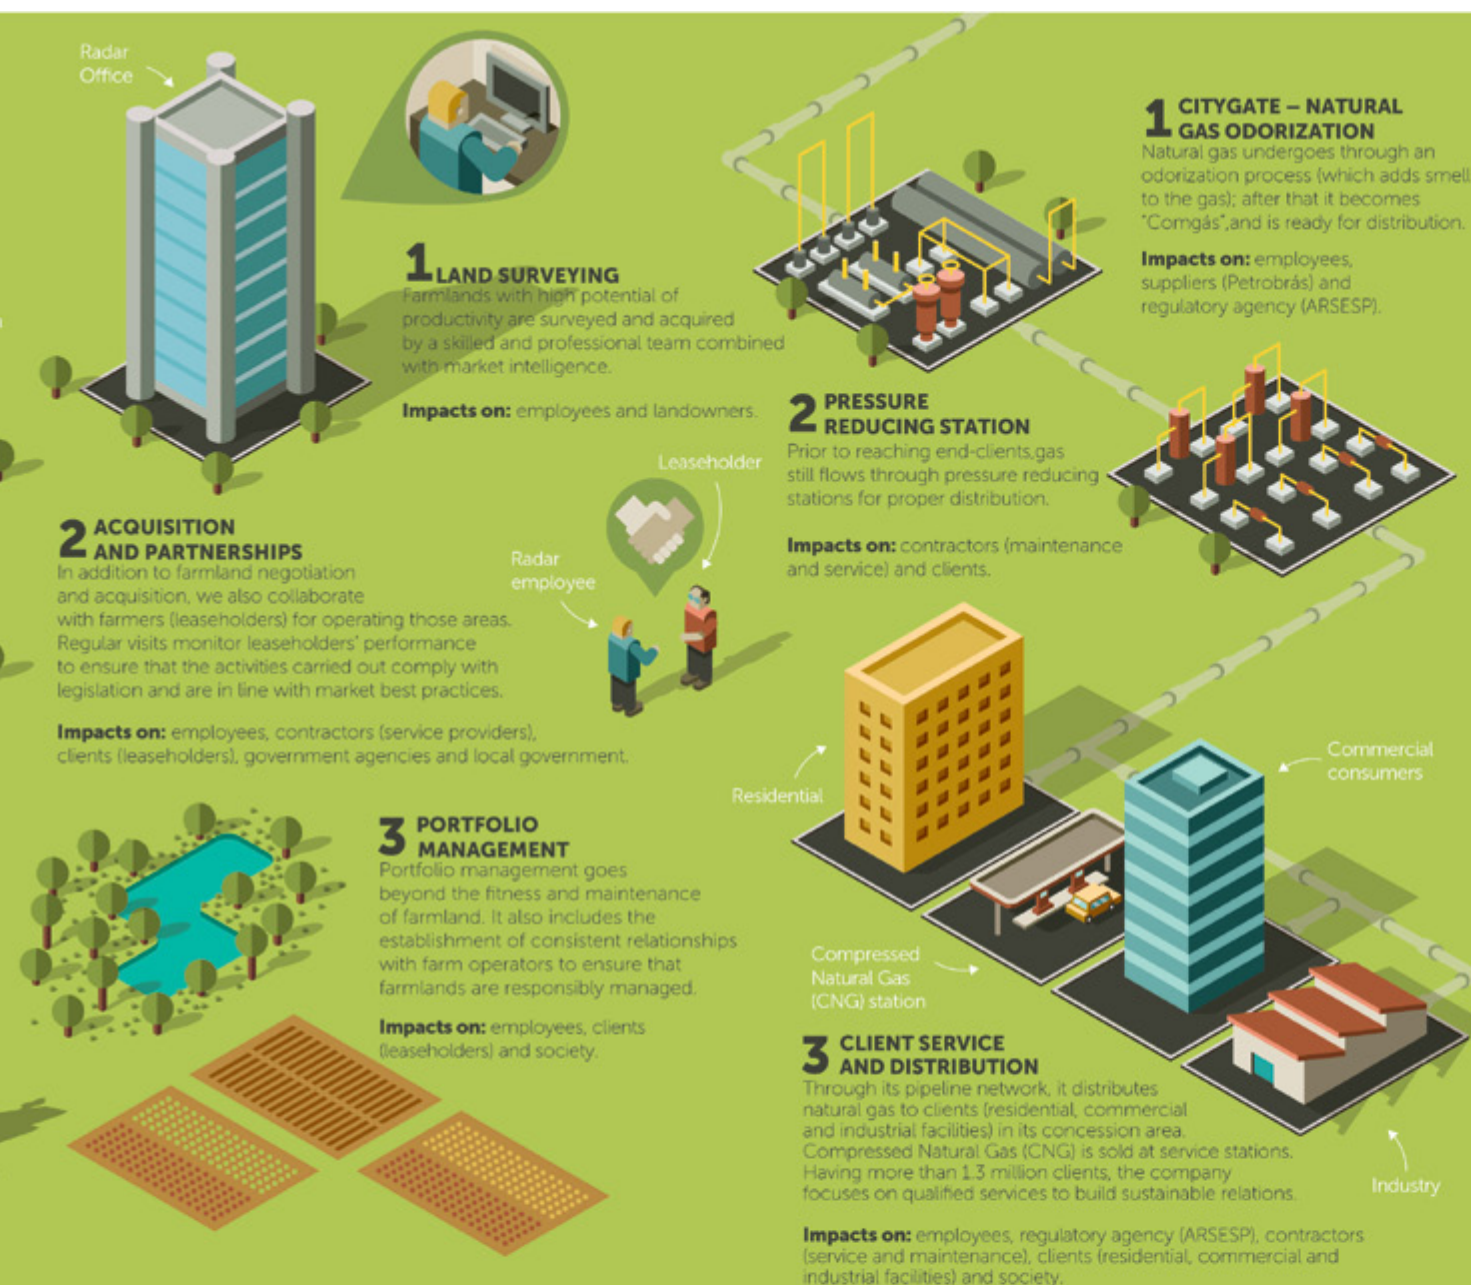 Radar
Office
1 LAND SURVEYING
Farmlands with high potential of
productivity are surveyed and acquired
by a skilled and professional team combined
with market intelligence.
Impacts on: employees and landowners.
2 ACQUISITION
AND PARTNERSHIPS
In addition to farmland negotiation
and acquisition, we also collaborate
with farmers (leaseholders) for operating those areas.
Regular visits monitor leaseholders' performance
to ensure that the activities carried out comply with
legislation and are in line with market best practices.
Impacts on: employees, contractors (service providers),
clients (leaseholders), government agencies and local government.
Radar
employee
Leaseholder
3 PORTFOLIO
MANAGEMENT
Portfolio management goes
beyond the fitness and maintenance
of farmland. It also includes the
establishment of consistent relationships
with farm operators to ensure that
farmlands are responsibly managed.
Impacts on: employees, clients
(leaseholders) and society.
1 CITYGATE – NATURAL
GAS ODORIZATION
Natural gas undergoes through an
odorization process (which adds smell
to the gas); after that it becomes
"Comgás",and is ready for distribution.
Impacts on: employees,
suppliers (Petrobrás) and
regulatory agency (ARSESP).
2 PRESSURE
REDUCING STATION
Prior to reaching end-clients,gas
still flows through pressure reducing
stations for proper distribution.
Impacts on: contractors (maintenance
and service) and clients.
Residential
Commercial
consumers
Compressed
Natural Gas
(CNG) station
Industry
3 CLIENT SERVICE
AND DISTRIBUTION
Through its pipeline network, it distributes
natural gas to clients (residential, commercial
and industrial facilities) in its concession area.
Compressed Natural Gas (CNG) is sold at service stations.
Having more than 1.3 million clients, the company
focuses on qualified services to build sustainable relations.
Impacts on: employees, regulatory agency (ARSESP), contractors
(service and maintenance), clients (residential, commercial and
industrial facilities) and society.